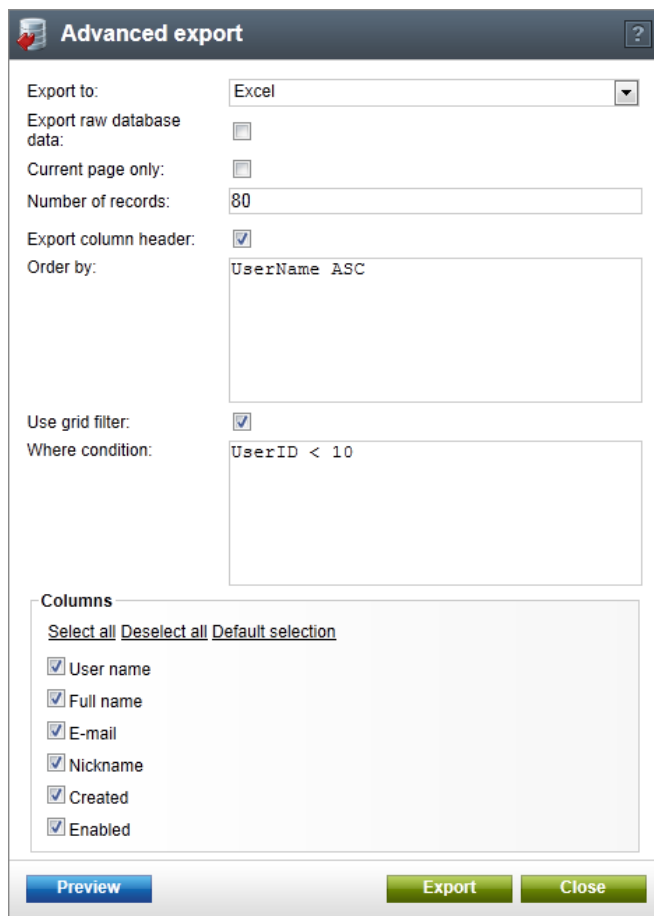 Advanced export
?
Export to:
Excel
Export raw database
data:
Current page only:
Number of records:
80
Export column header:
Order by:
UserName ASC
Use grid filter:
Where condition:
UserID < 10
Columns
Select all Deselect all Default selection
User name
Full name
E-mail
Nickname
Created
Enabled
Preview
Export
Close